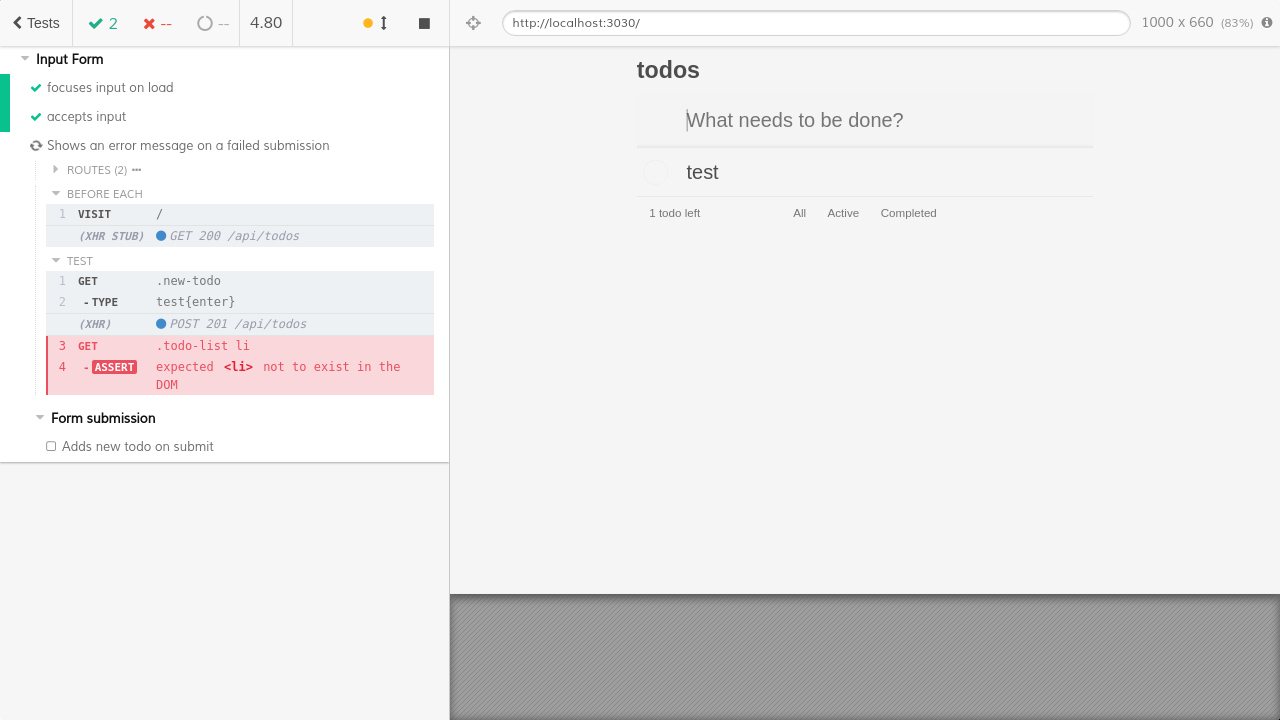 Tests 2 -- -- 4.80
http://localhost:3030/ 1000 x 660 (83%)
Input Form
focuses input on load
accepts input
Shows an error message on a failed submission
ROUTES (2) •••
BEFORE EACH
1 VISIT /
(XHR STUB) GET 200 /api/todos
TEST
1 GET .new-todo
2 - TYPE test{enter}
(XHR) POST 201 /api/todos
3 GET .todo-list li
4 - ASSERT expected <li> not to exist in the
DOM
Form submission
Adds new todo on submit
todos
What needs to be done?
test
1 todo left All Active Completed